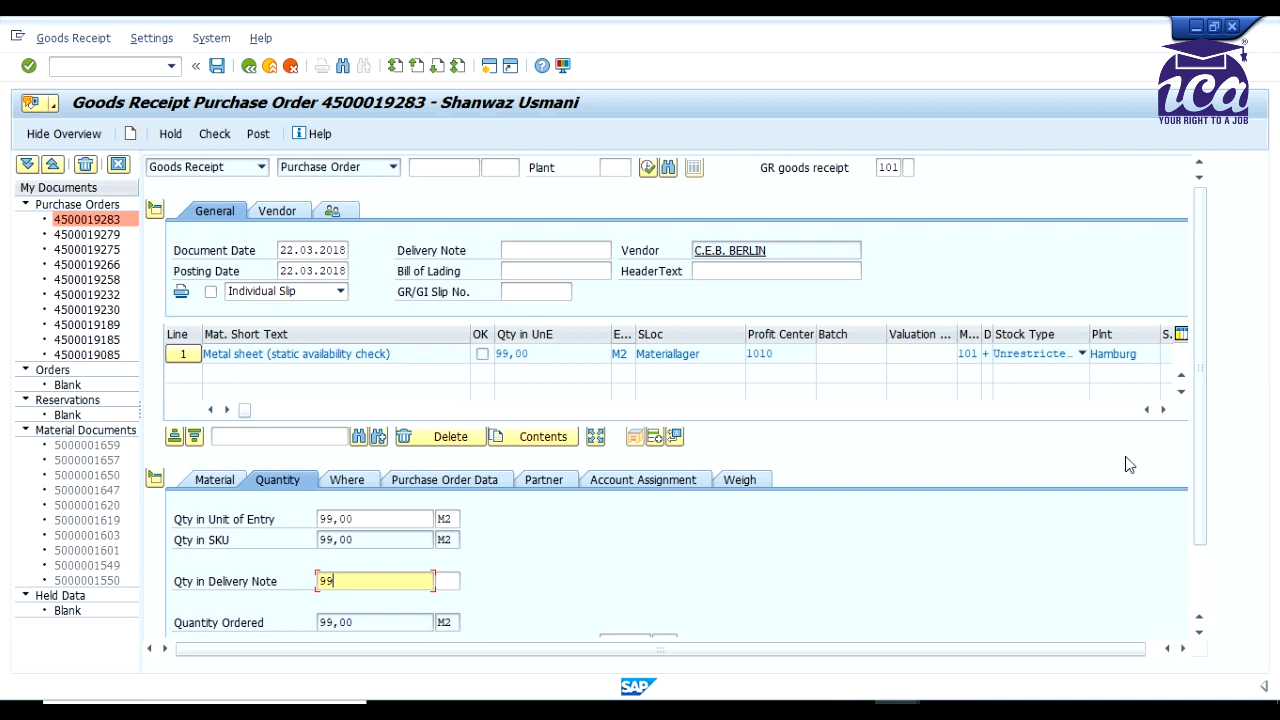 Goods Receipt Settings System Help
ica
YOUR RIGHT TO A JOB
®
Goods Receipt Purchase Order 4500019283 - Shanwaz Usmani
Hide Overview Hold Check Post Help
Goods Receipt Purchase Order Plant GR goods receipt 101
My Documents
Purchase Orders
4500019283
4500019279
4500019275
4500019266
4500019258
4500019232
4500019230
4500019189
4500019185
4500019085
Orders
Blank
Reservations
Blank
Material Documents
5000001659
5000001657
5000001650
5000001647
5000001620
5000001619
5000001603
5000001601
5000001549
5000001550
Held Data
Blank
General Vendor
Document Date 22.03.2018 Delivery Note Vendor C.E.B. BERLIN
Posting Date 22.03.2018 Bill of Lading HeaderText
Individual Slip GR/GI Slip No.
Line Mat. Short Text OK Qty in UnE E... SLoc Profit Center Batch Valuation ... M... D Stock Type Plnt S.
1 Metal sheet (static availability check) 99,00 M2 Materiallager 1010 101 + Unrestricte... Hamburg
Delete Contents
Material Quantity Where Purchase Order Data Partner Account Assignment Weigh
Qty in Unit of Entry 99,00 M2
Qty in SKU 99,00 M2
Qty in Delivery Note 99
Quantity Ordered 99,00 M2
SAP